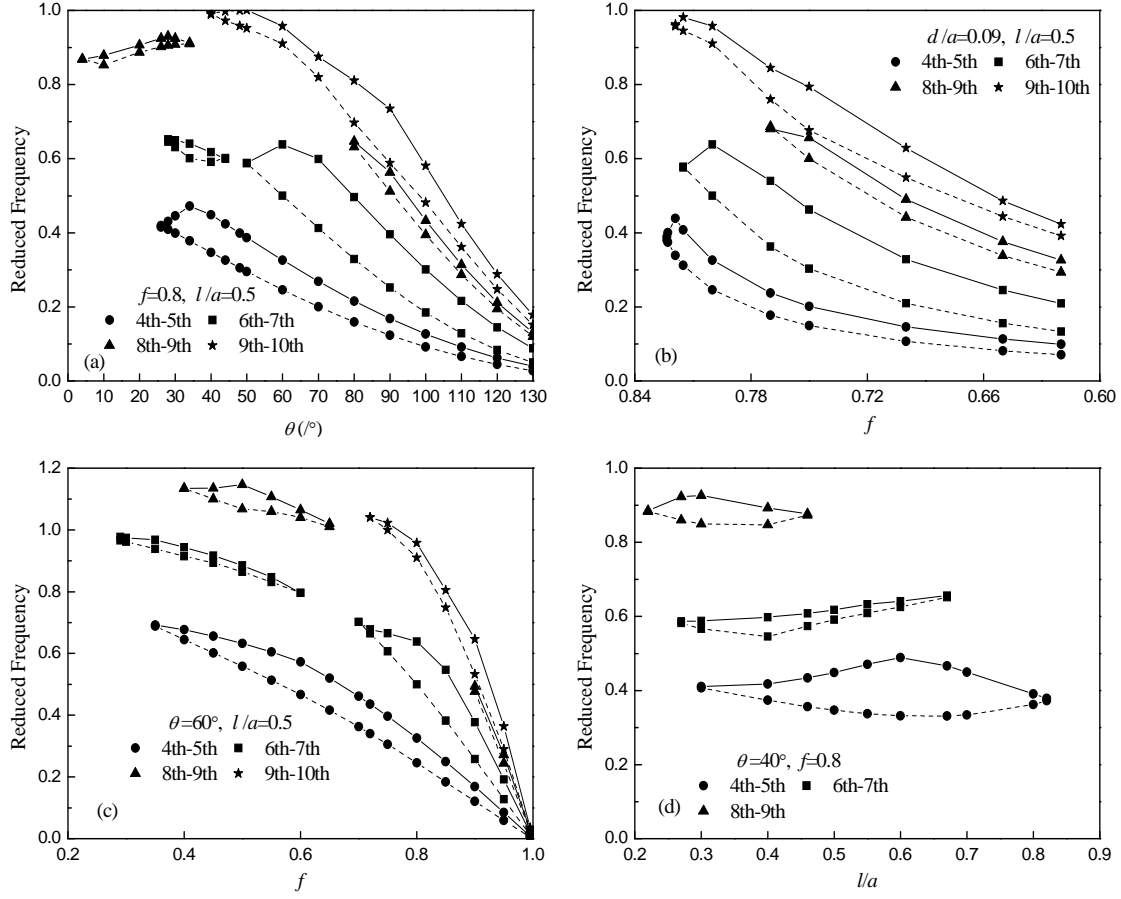 1.0
0.8
0.6
0.4
0.2
0.0
Reduced Frequency
f=0.8, l/a=0.5
4th-5th 6th-7th
8th-9th 9th-10th
(a)
0 10 20 30 40 50 60 70 80 90 100 110 120 130
θ (/°)
1.0
0.8
0.6
0.4
0.2
0.0
Reduced Frequency
d/a=0.09, l/a=0.5
4th-5th 6th-7th
8th-9th 9th-10th
(b)
0.84 0.78 0.72 0.66 0.60
f
1.2
1.0
0.8
0.6
0.4
0.2
0.0
Reduced Frequency
θ=60°, l/a=0.5
4th-5th 6th-7th
8th-9th 9th-10th
(c)
0.2 0.4 0.6 0.8 1.0
f
1.0
0.8
0.6
0.4
0.2
0.0
Reduced Frequency
θ=40°, f=0.8
4th-5th 6th-7th
8th-9th
(d)
0.2 0.3 0.4 0.5 0.6 0.7 0.8 0.9
l/a